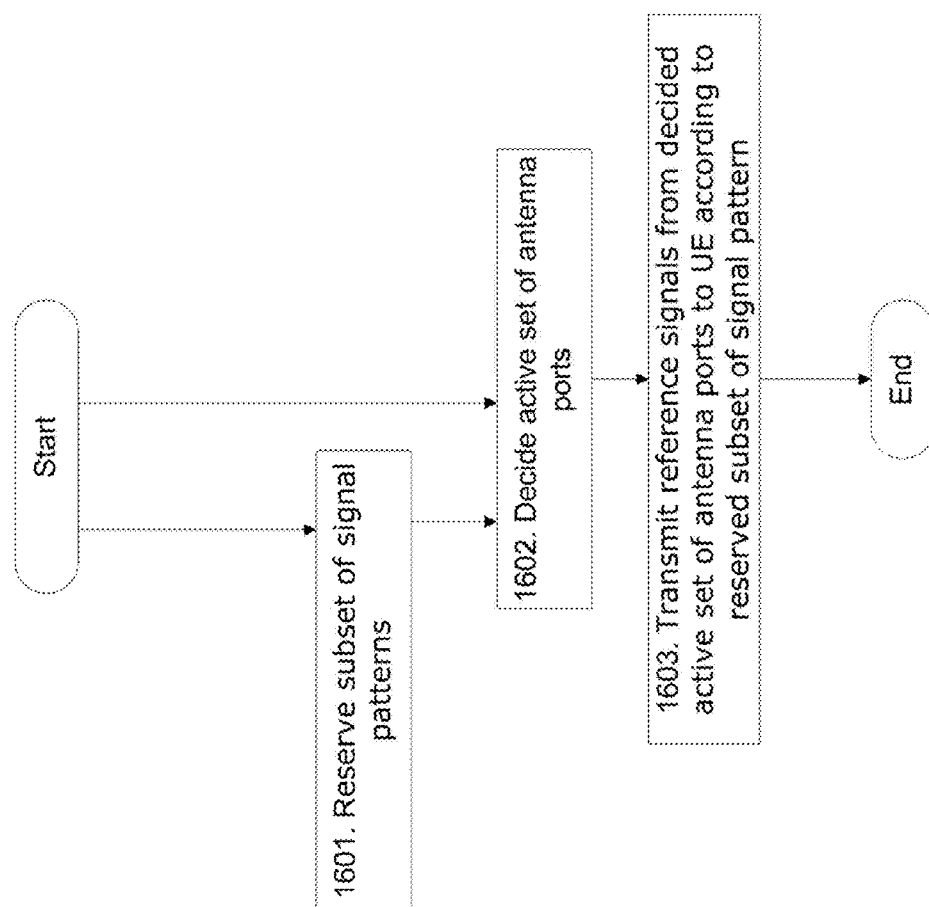 Start
1601. Reserve subset of signal
patterns
1602. Decide active set of antenna
ports
1603. Transmit reference signals from decided
active set of antenna ports to UE according to
reserved subset of signal pattern
End